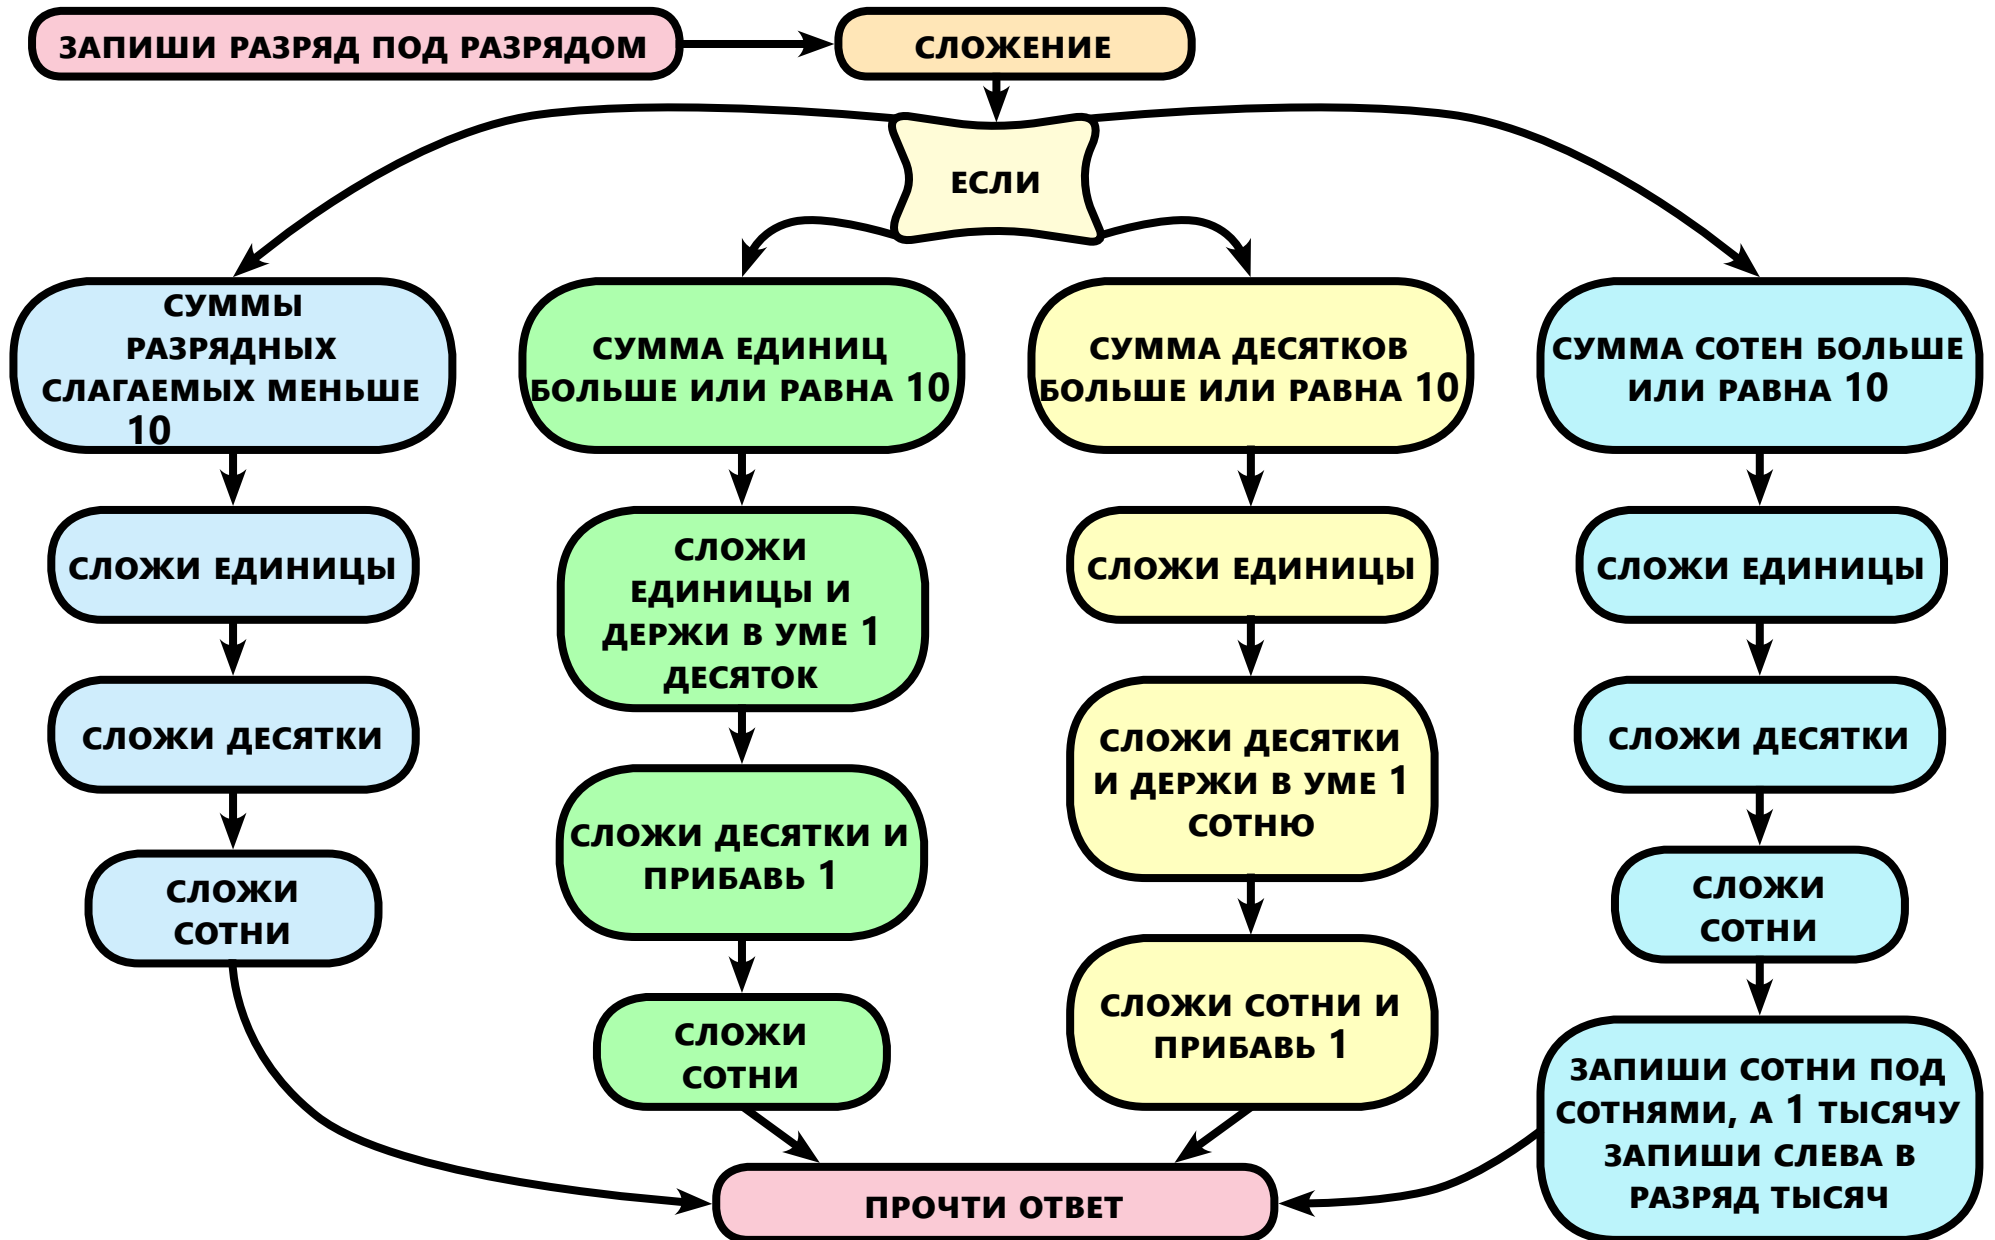 ЗАПИШИ РАЗРЯД ПОД РАЗРЯДОМ
СЛОЖЕНИЕ
ЕСЛИ
СУММЫ
РАЗРЯДНЫХ
СЛАГАЕМЫХ МЕНЬШЕ
10
СЛОЖИ ЕДИНИЦЫ
СЛОЖИ ДЕСЯТКИ
СЛОЖИ
СОТНИ
СУММА ЕДИНИЦ
БОЛЬШЕ ИЛИ РАВНА 10
СЛОЖИ
ЕДИНИЦЫ И
ДЕРЖИ В УМЕ 1
ДЕСЯТОК
СЛОЖИ ДЕСЯТКИ И
ПРИБАВЬ 1
СЛОЖИ
СОТНИ
СУММА ДЕСЯТКОВ
БОЛЬШЕ ИЛИ РАВНА 10
СЛОЖИ ЕДИНИЦЫ
СЛОЖИ ДЕСЯТКИ
И ДЕРЖИ В УМЕ 1
СОТНЮ
СЛОЖИ СОТНИ И
ПРИБАВЬ 1
СУММА СОТЕН БОЛЬШЕ
ИЛИ РАВНА 10
СЛОЖИ ЕДИНИЦЫ
СЛОЖИ ДЕСЯТКИ
СЛОЖИ
СОТНИ
ЗАПИШИ СОТНИ ПОД
СОТНЯМИ, А 1 ТЫСЯЧУ
ЗАПИШИ СЛЕВА В
РАЗРЯД ТЫСЯЧ
ПРОЧТИ ОТВЕТ